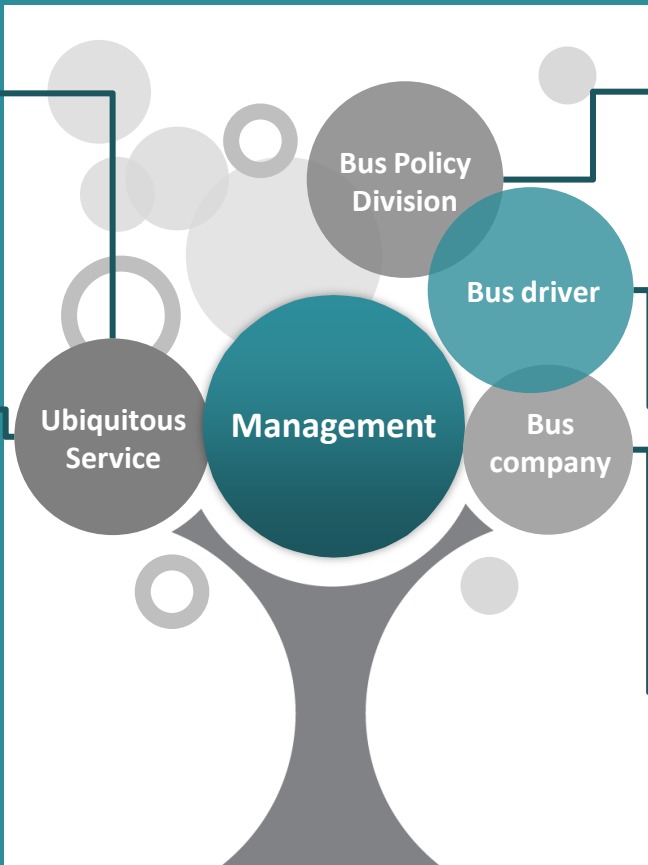 Bus Policy
Division
Bus driver
Ubiquitous
Service
Management
Bus
company